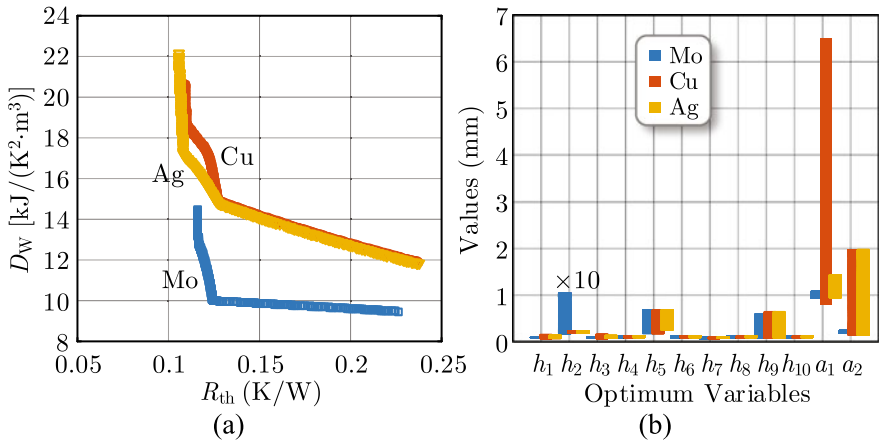 24
22
20
18
16
14
12
10
8
D_W [kJ/(K²·m³)]
Cu
Ag
Mo
0.05 0.1 0.15 0.2 0.25
R_th (K/W)
(a)
7
6
5
4
3
2
1
0
Values (mm)
Mo
Cu
Ag
×10
h₁ h₂ h₃ h₄ h₅ h₆ h₇ h₈ h₉ h₁₀ a₁ a₂
Optimum Variables
(b)